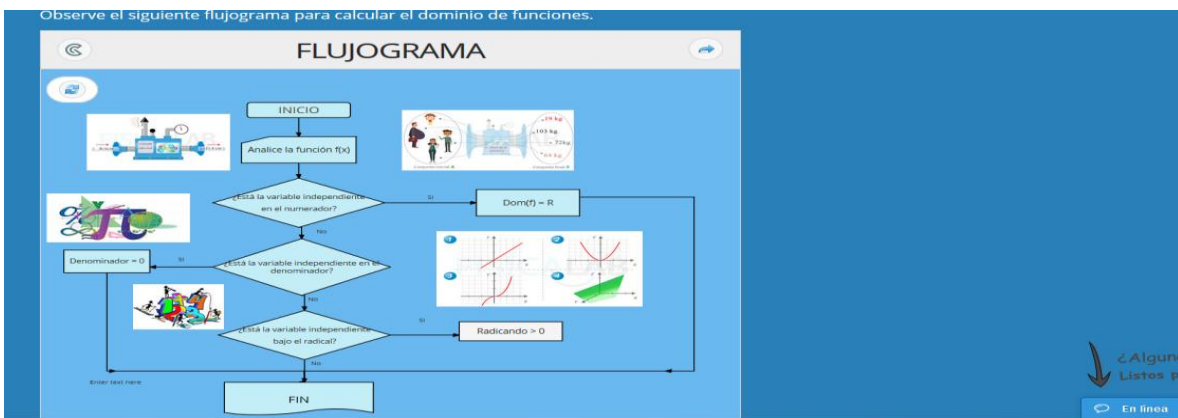 Observe el siguiente flujograma para calcular el dominio de funciones.
FLUJOGRAMA
INICIO
Analice la función f(x)
¿Está la variable independiente
en el numerador?
SI
Dom(f) = R
No
¿Está la variable independiente en el
denominador?
SI
Denominador = 0
No
¿Está la variable independiente
bajo el radical?
SI
Radicando > 0
No
Enter text here
FIN
¿Algun
Listos p
En línea